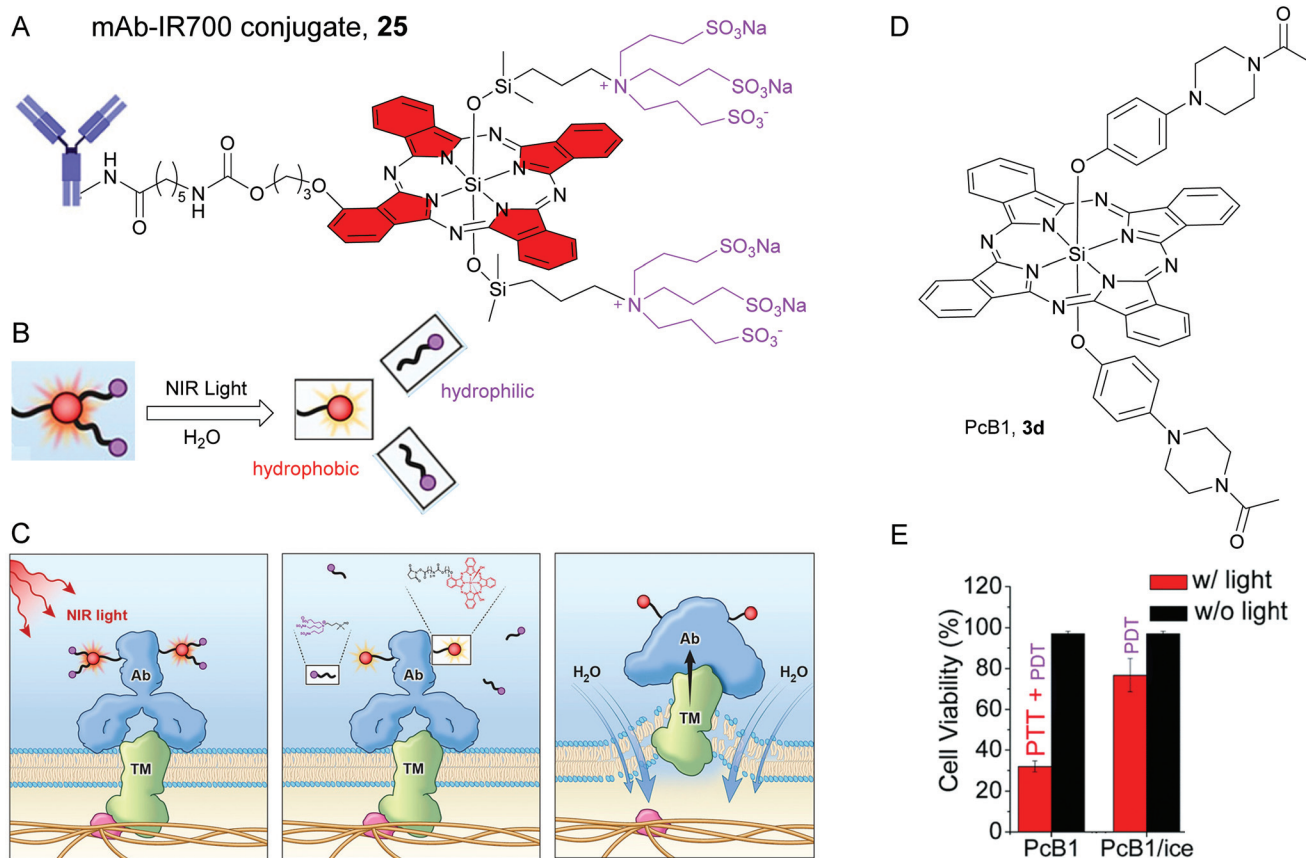 A
mAb-IR700 conjugate, 25
SO3Na
SO3Na
SO3-
N
+
Si
O
N
N
N
N
N
N
N
N
Si
H
N
O
( )5
N
H
O
O
( )3
O
O
Si
N
+
SO3Na
SO3Na
SO3-
B
NIR Light
H2O
hydrophilic
hydrophobic
C
NIR light
Ab
TM
Ab
TM
H2O
Ab
H2O
TM
D
O
N
N
O
N
N
N
N
N
N
N
N
Si
O
PcB1, 3d
N
N
O
E
w/ light
w/o light
Cell Viability (%)
120
100
80
60
40
20
0
PTT + PDT
PDT
PcB1
PcB1/ice